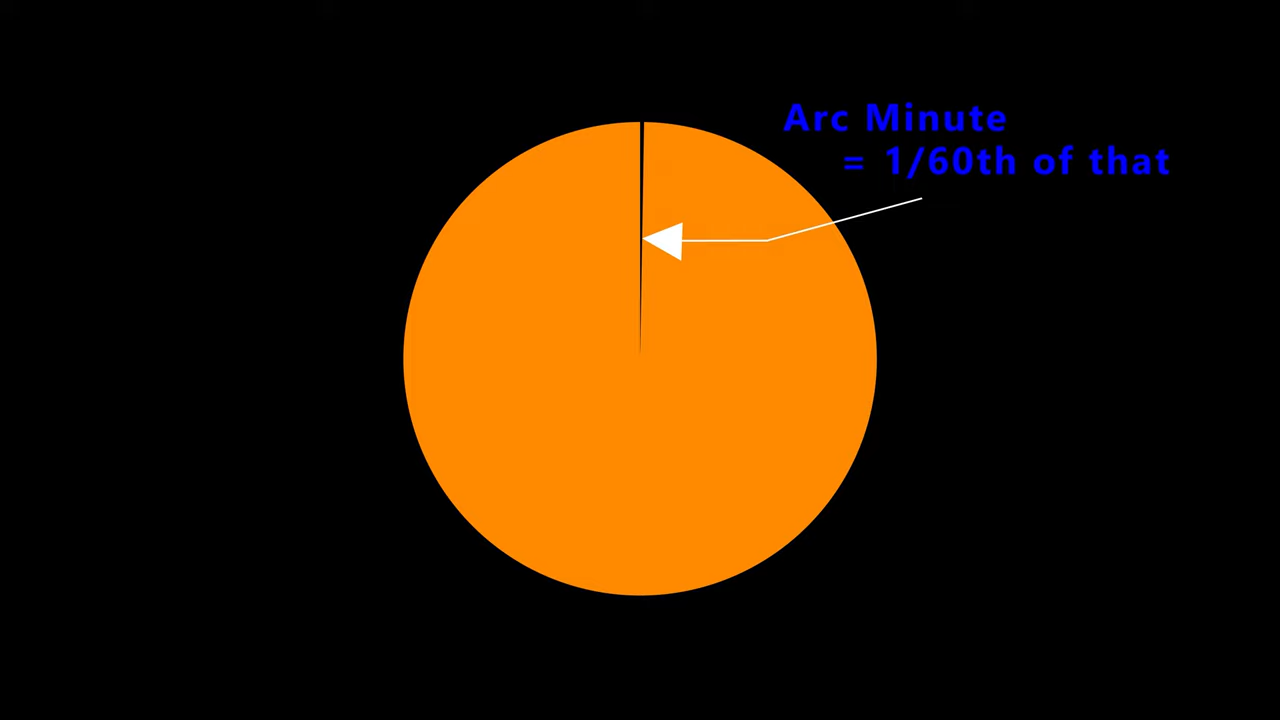 Arc Minute
= 1/60th of that